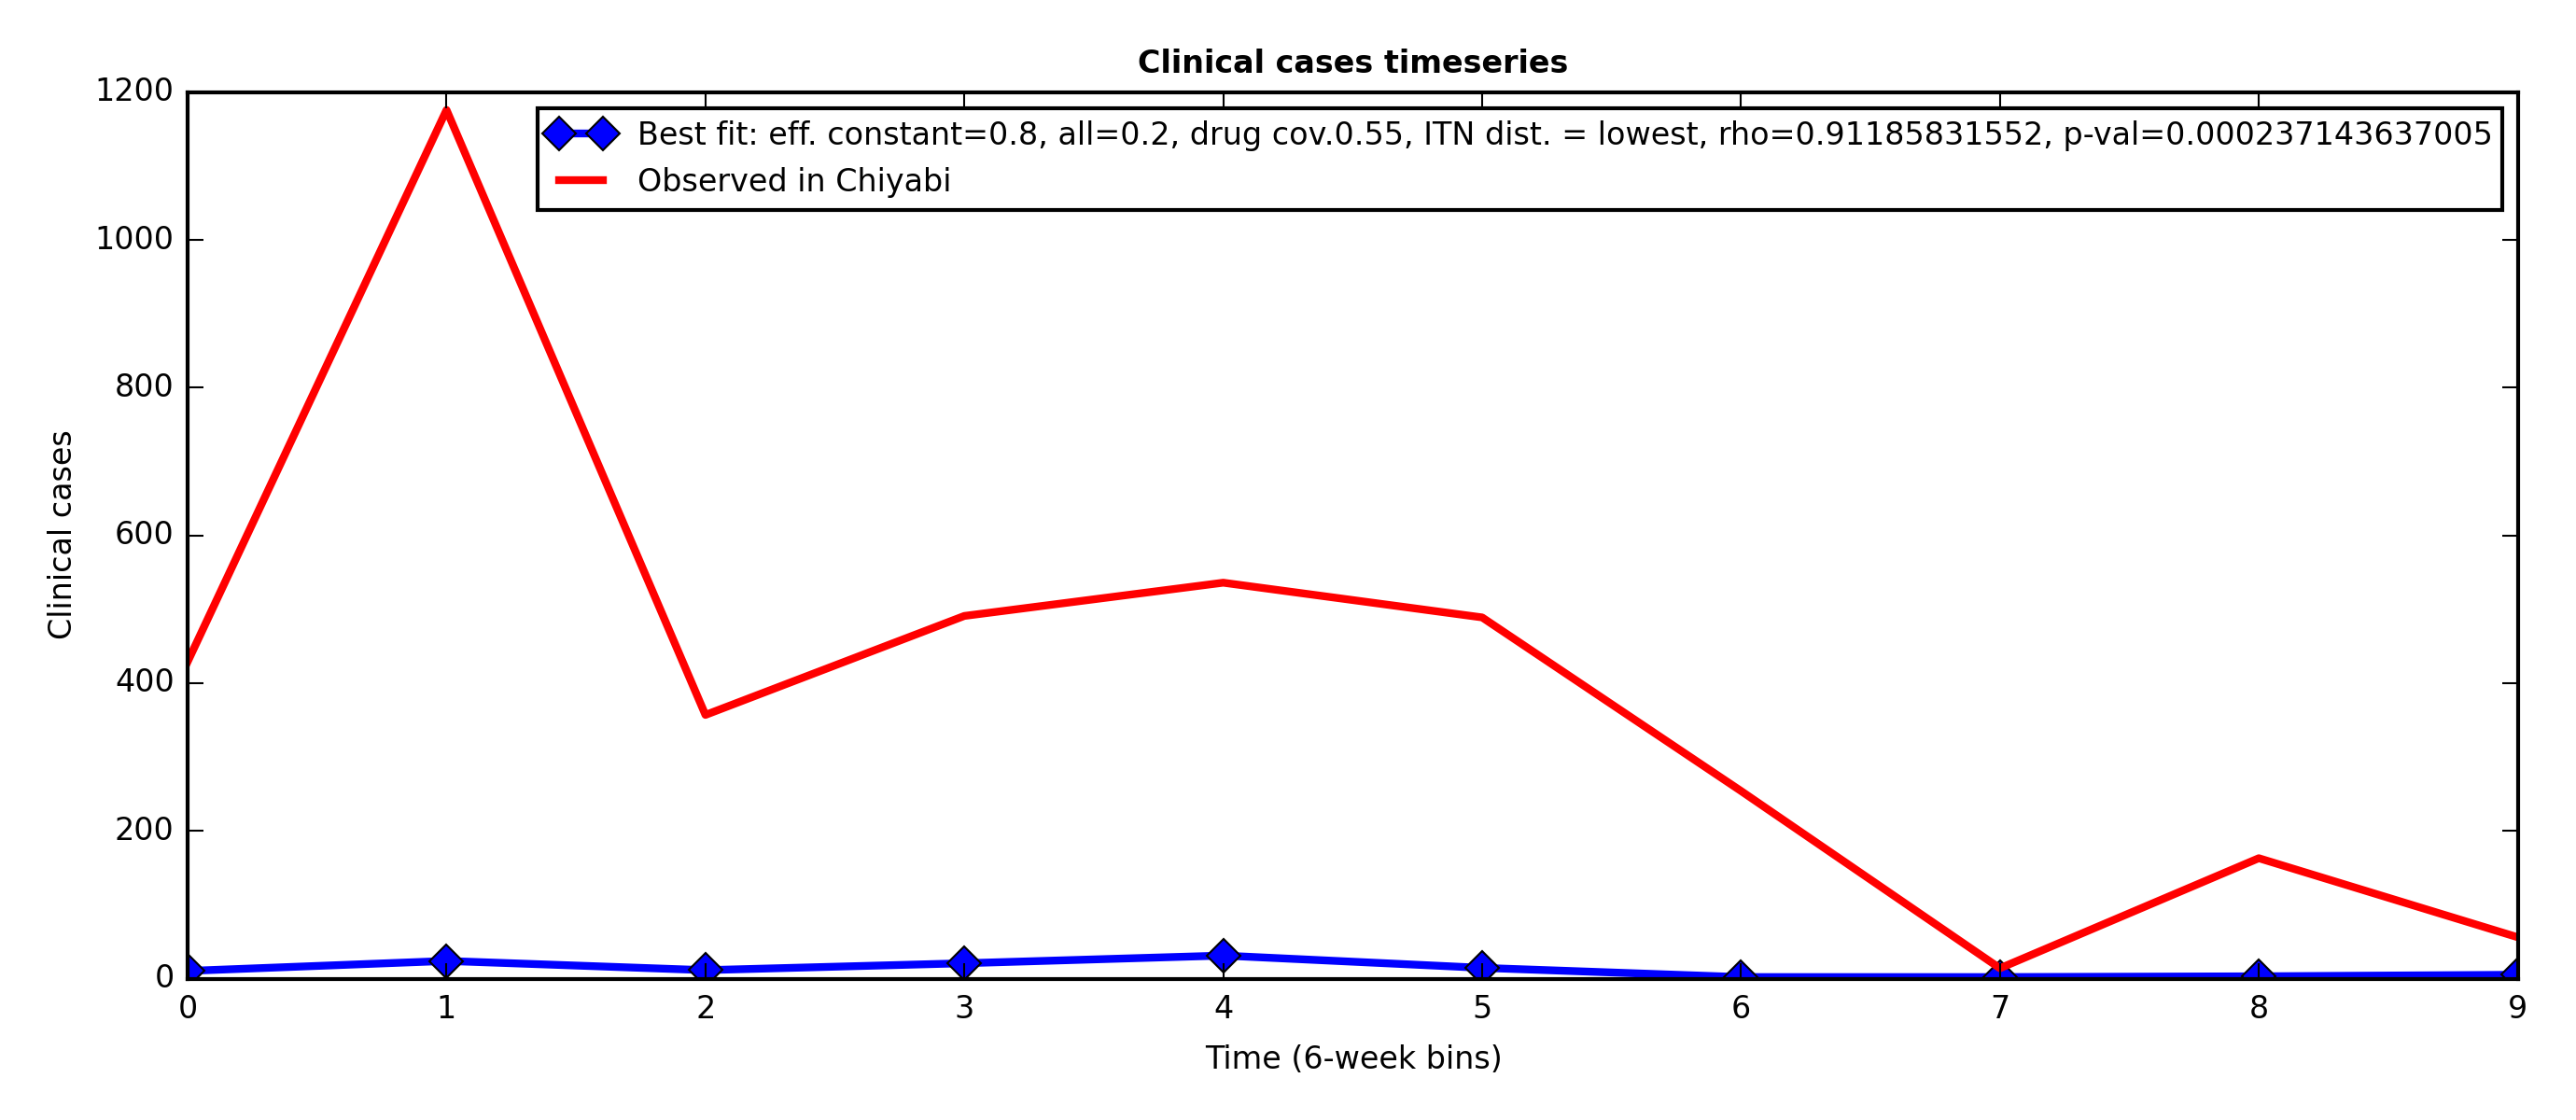 Clinical cases timeseries
1200
1000
800
600
400
200
0
Clinical cases
Best fit: eff. constant=0.8, all=0.2, drug cov.0.55, ITN dist. = lowest, rho=0.91185831552, p-val=0.000237143637005
Observed in Chiyabi
0 1 2 3 4 5 6 7 8 9
Time (6-week bins)